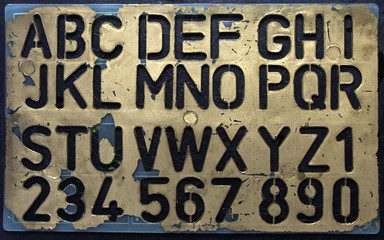 ABC DEF GHI
JKL MNO PQR
STU VWX YZ1
234 567 890